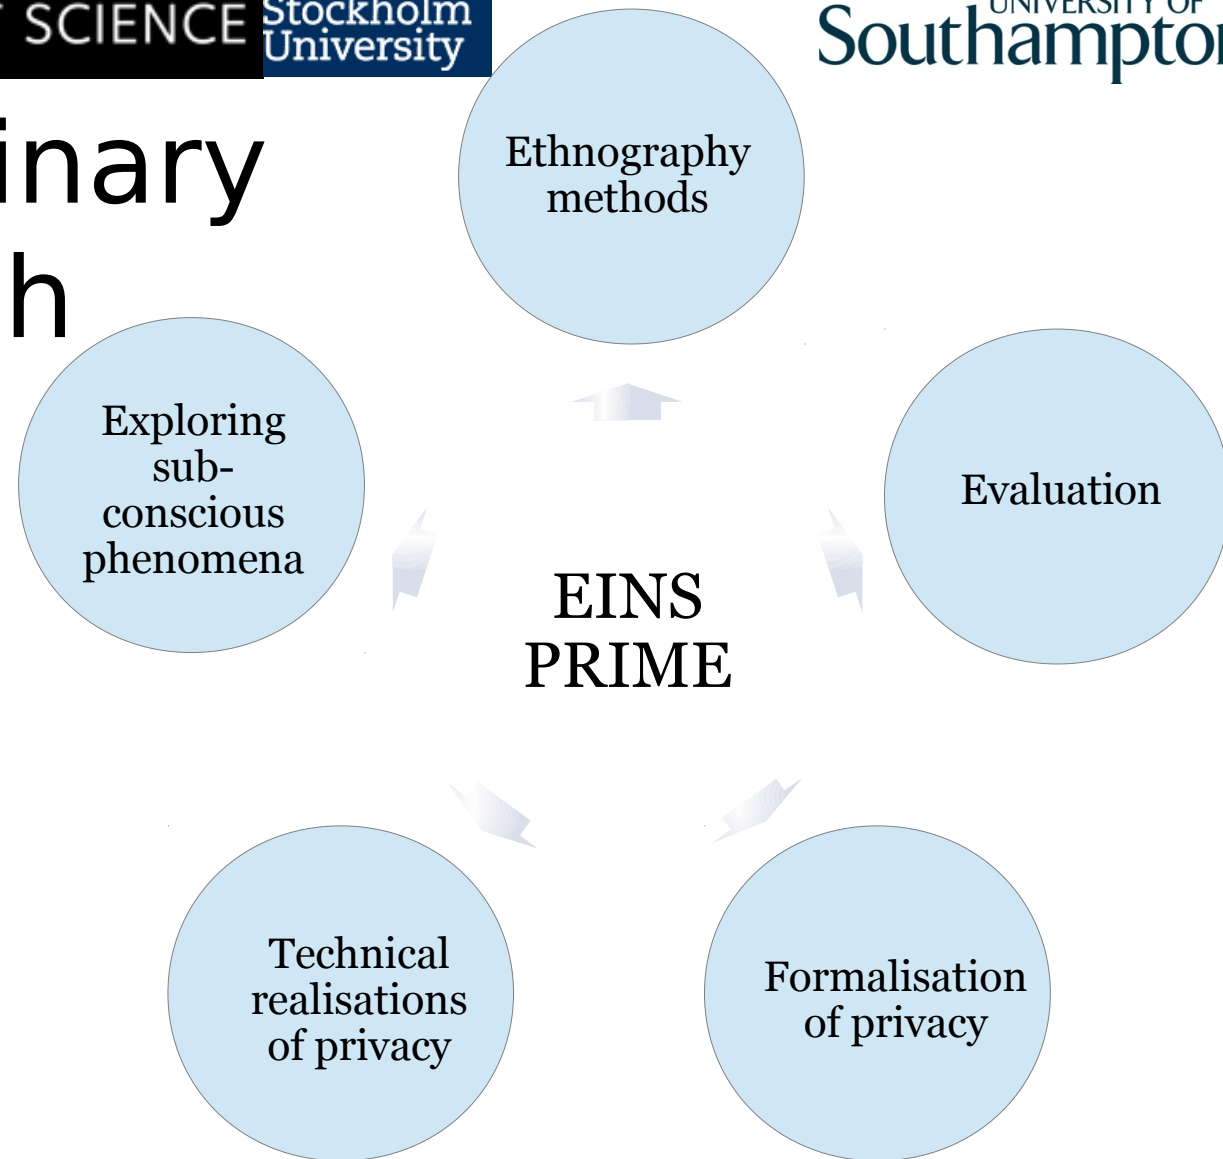 SCIENCE
Stockholm
University
UNIVERSITY OF
Southampton
inary
h
Ethnography
methods
Exploring
sub-
conscious
phenomena
Evaluation
EINS
PRIME
Technical
realisations
of privacy
Formalisation
of privacy